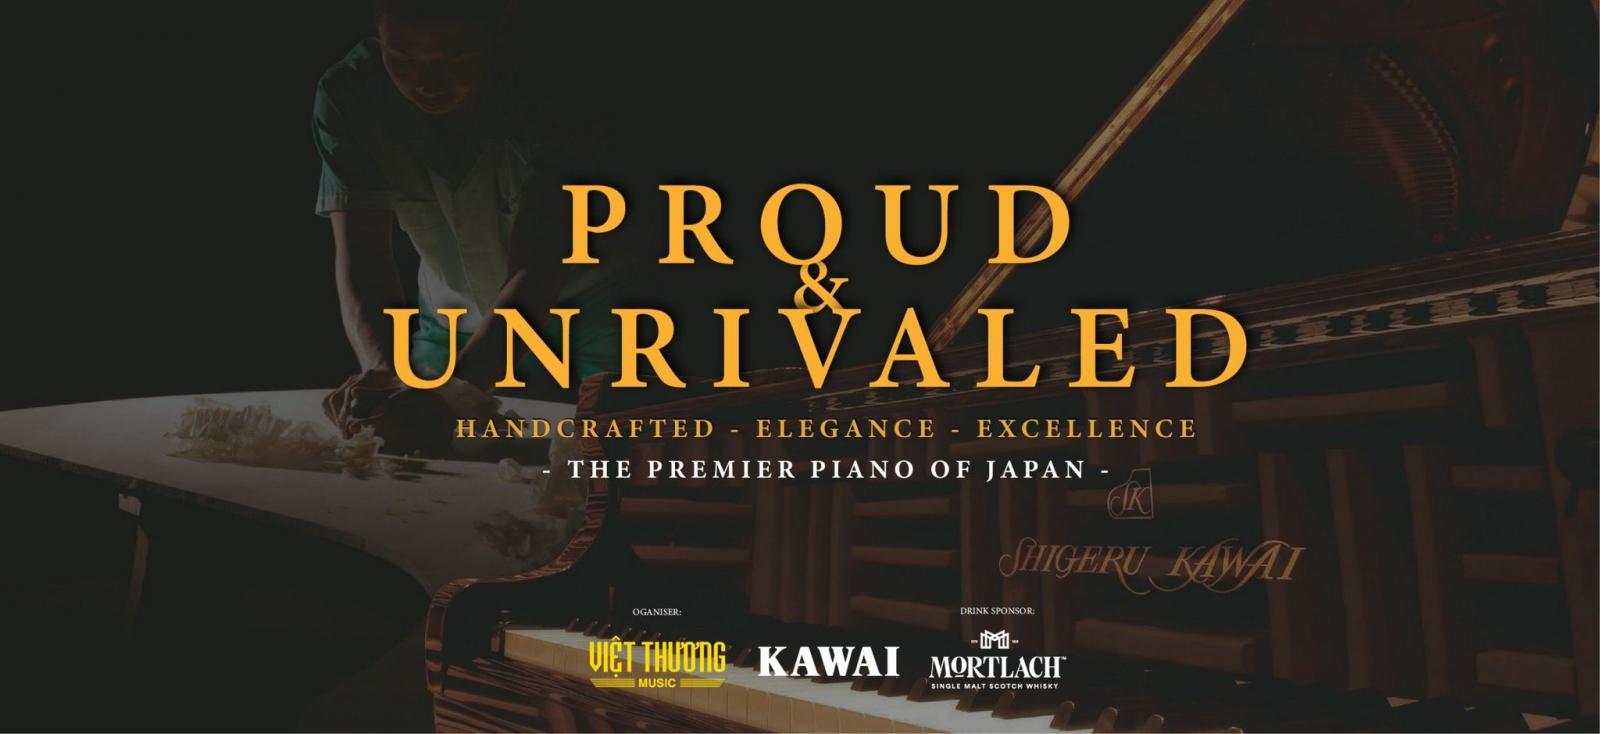 PROUD
&
UNRIVALED
HANDCRAFTED - ELEGANCE - EXCELLENCE
- THE PREMIER PIANO OF JAPAN -
SK
SHIGERU KAWAI
OGANISER:
DRINK SPONSOR:
VIỆT THƯƠNG
MUSIC
KAWAI
MORTLACH
SINGLE MALT SCOTCH WHISKY